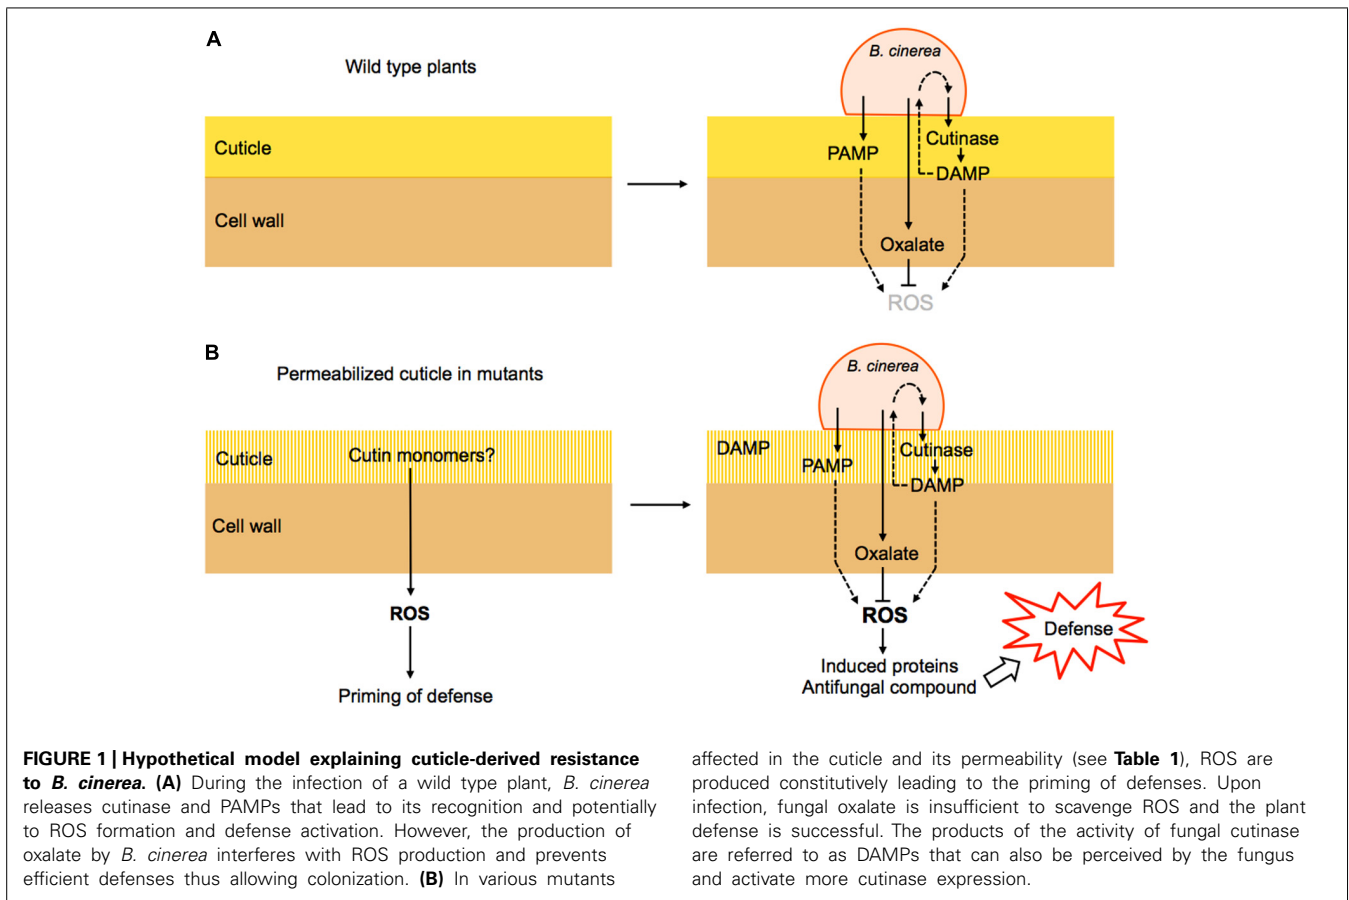 A
Wild type plants
Cuticle
Cell wall
B. cinerea
Cutinase
PAMP
DAMP
Oxalate
ROS
B
Permeabilized cuticle in mutants
Cuticle
Cutin monomers?
Cell wall
ROS
Priming of defense
B. cinerea
DAMP
Cutinase
PAMP
DAMP
Oxalate
ROS
Induced proteins
Antifungal compound
Defense
FIGURE 1 | Hypothetical model explaining cuticle-derived resistance
to B. cinerea. (A) During the infection of a wild type plant, B. cinerea
releases cutinase and PAMPs that lead to its recognition and potentially
to ROS formation and defense activation. However, the production of
oxalate by B. cinerea interferes with ROS production and prevents
efficient defenses thus allowing colonization. (B) In various mutants
affected in the cuticle and its permeability (see Table 1), ROS are
produced constitutively leading to the priming of defenses. Upon
infection, fungal oxalate is insufficient to scavenge ROS and the plant
defense is successful. The products of the activity of fungal cutinase
are referred to as DAMPs that can also be perceived by the fungus
and activate more cutinase expression.